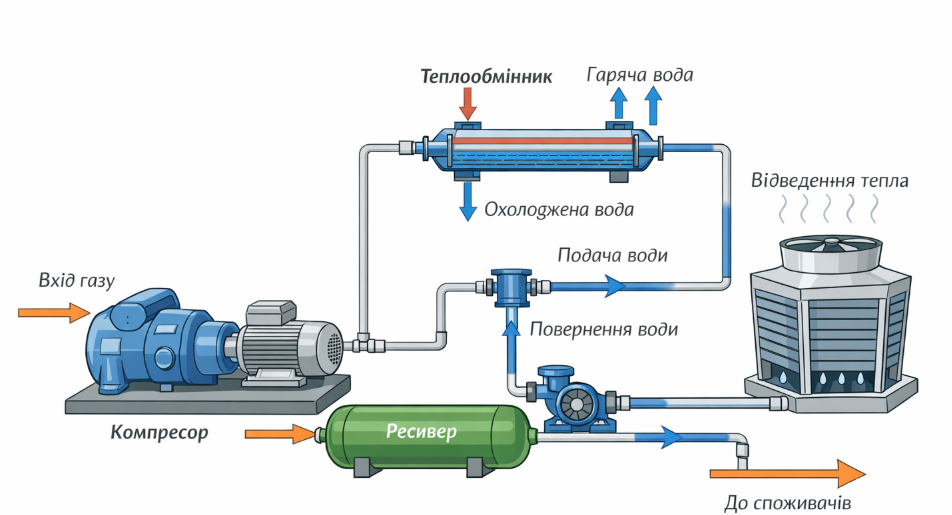 Теплообмінник
Гаряча вода
Відведення тепла
Охолоджена вода
Подача води
Вхід газу
Повернення води
Компресор
Ресивер
До споживачів